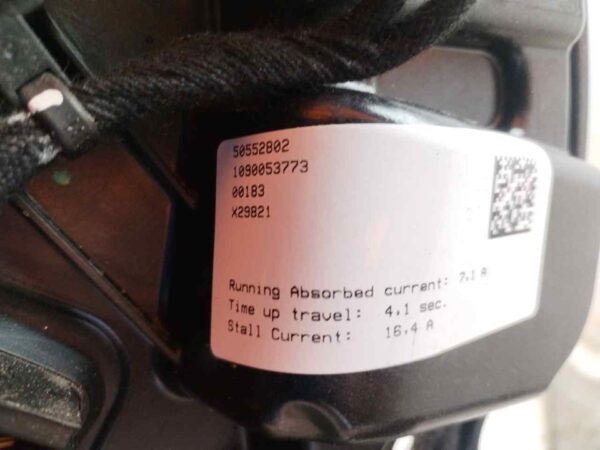 50552802
1090053773
00183
X29821
Running Absorbed current: 7,1 A
Time up travel: 4,1 sec.
Stall Current: 16,4 A